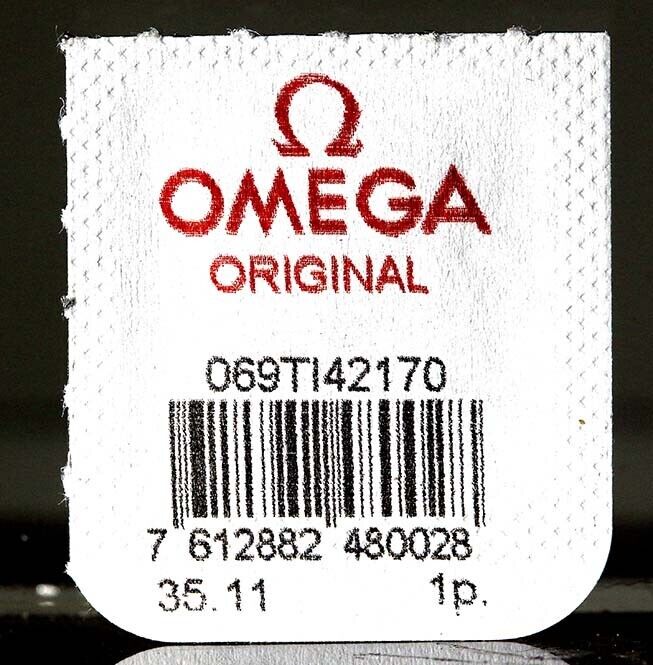 Ω
OMEGA
ORIGINAL
069TI42170
7 612882 480028
35.11 1p.